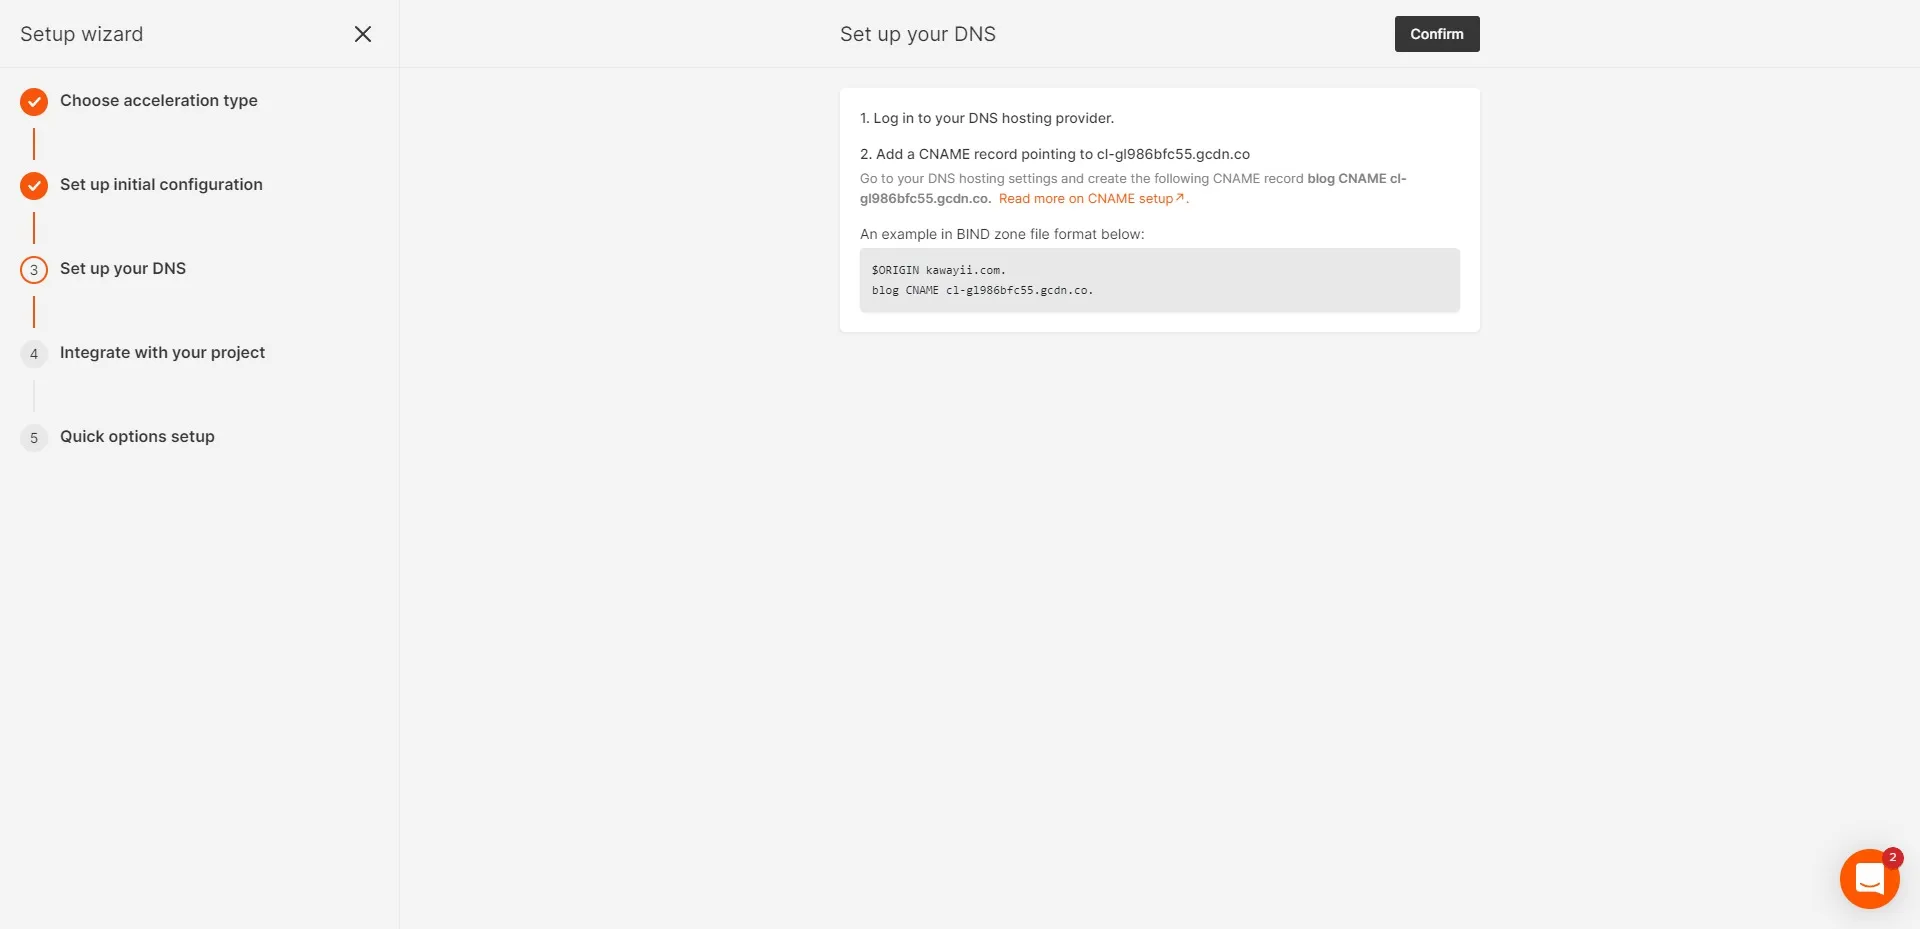 Setup wizard
Choose acceleration type
Set up initial configuration
3 Set up your DNS
4 Integrate with your project
5 Quick options setup
Set up your DNS
Confirm
1. Log in to your DNS hosting provider.
2. Add a CNAME record pointing to cl-gl986bfc55.gcdn.co
Go to your DNS hosting settings and create the following CNAME record blog CNAME cl-
gl986bfc55.gcdn.co. Read more on CNAME setup↗.
An example in BIND zone file format below:
$ORIGIN kawayii.com.
blog CNAME cl-gl986bfc55.gcdn.co.
2